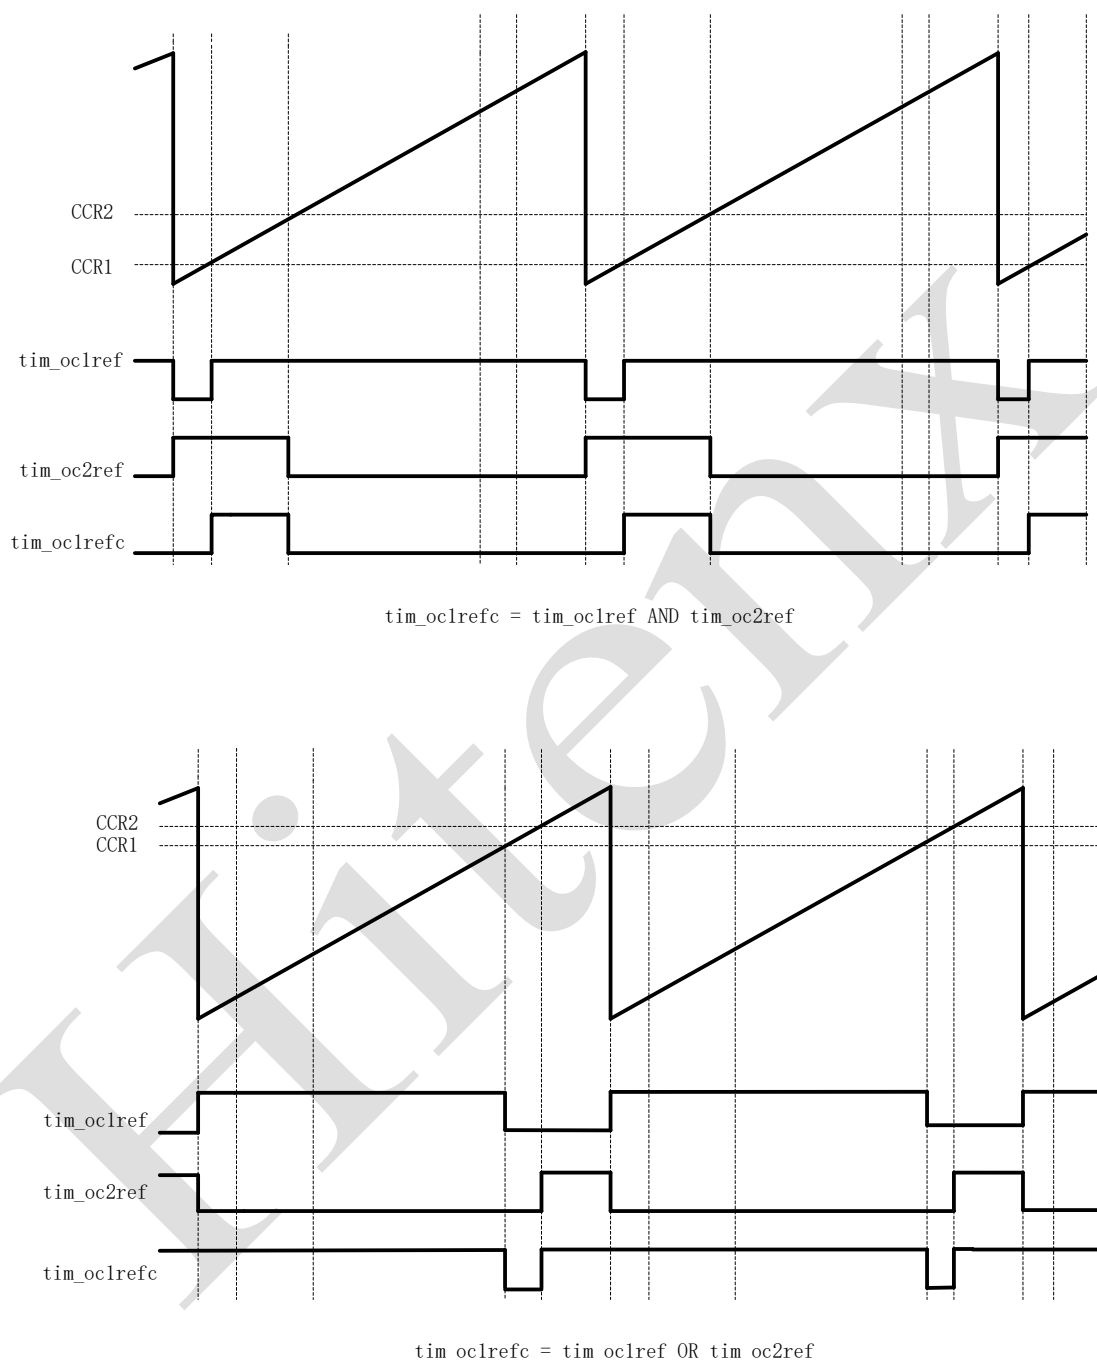 CCR2
CCR1
tim_oc1ref
tim_oc2ref
tim_oc1refc
tim_oc1refc = tim_oc1ref AND tim_oc2ref
CCR2
CCR1
tim_oc1ref
tim_oc2ref
tim_oc1refc
tim oc1refc = tim oc1ref OR tim oc2ref
Hitenx